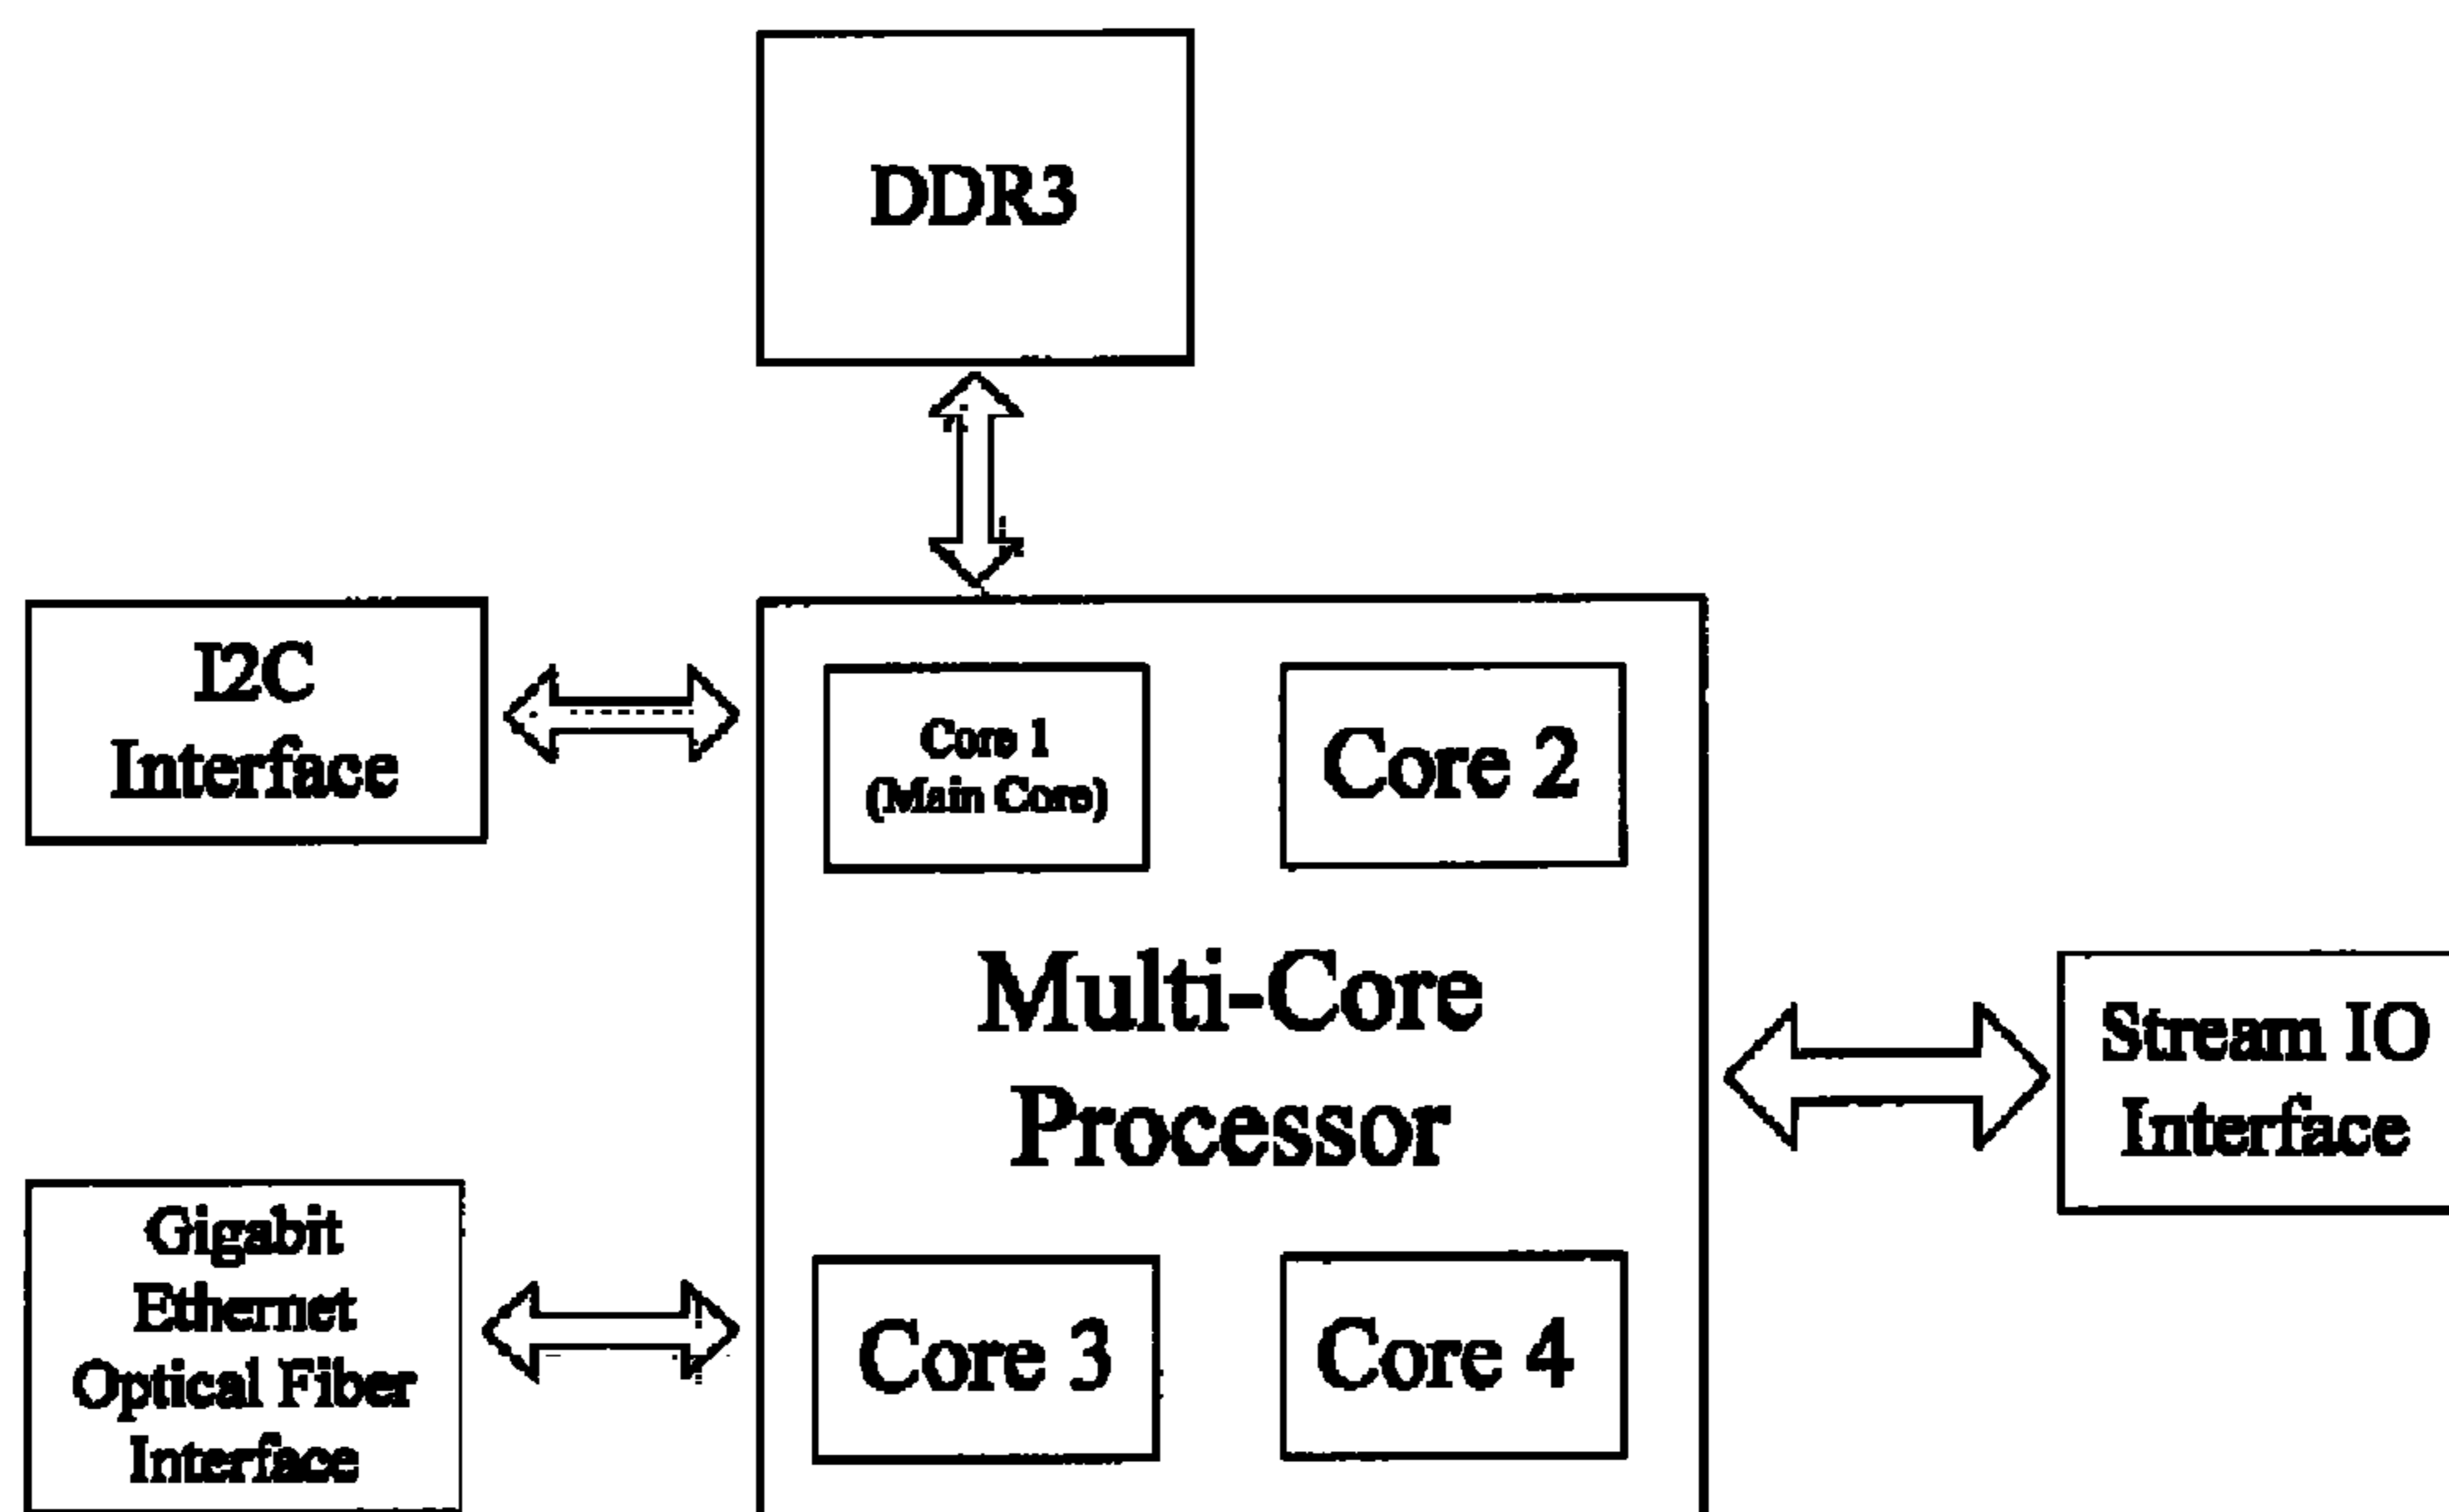 DDR3
I2C
Interface
Core 1
(Main Core)
Core 2
Multi-Core
Processor
Stream IO
Interface
Gigabit
Ethernet
Optical Fiber
Interface
Core 3
Core 4